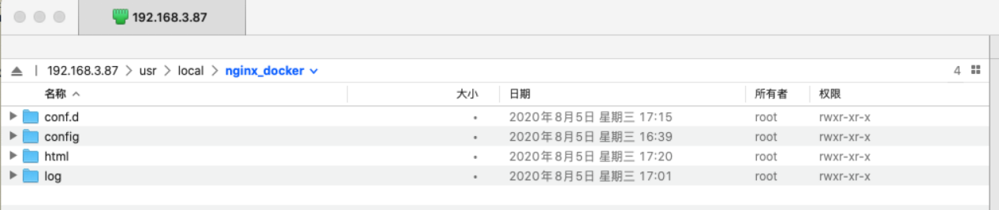 192.168.3.87
192.168.3.87 > usr > local > nginx_docker 4
名称 大小 日期 所有者 权限
conf.d 2020年8月5日 星期三 17:15 root rwxr-xr-x
config 2020年8月5日 星期三 16:39 root rwxr-xr-x
html 2020年8月5日 星期三 17:20 root rwxr-xr-x
log 2020年8月5日 星期三 17:01 root rwxr-xr-x